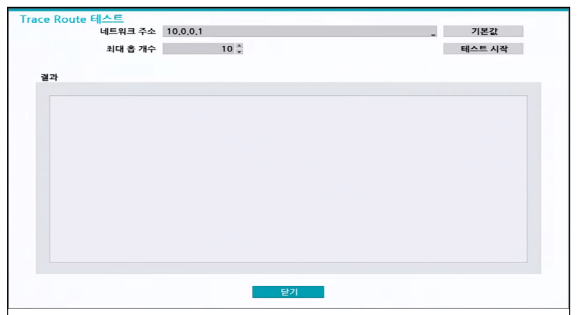 Trace Route 테스트
네트워크 주소 10,0,0,1 기본값
최대 홉 개수 10 테스트 시작
결과
닫기